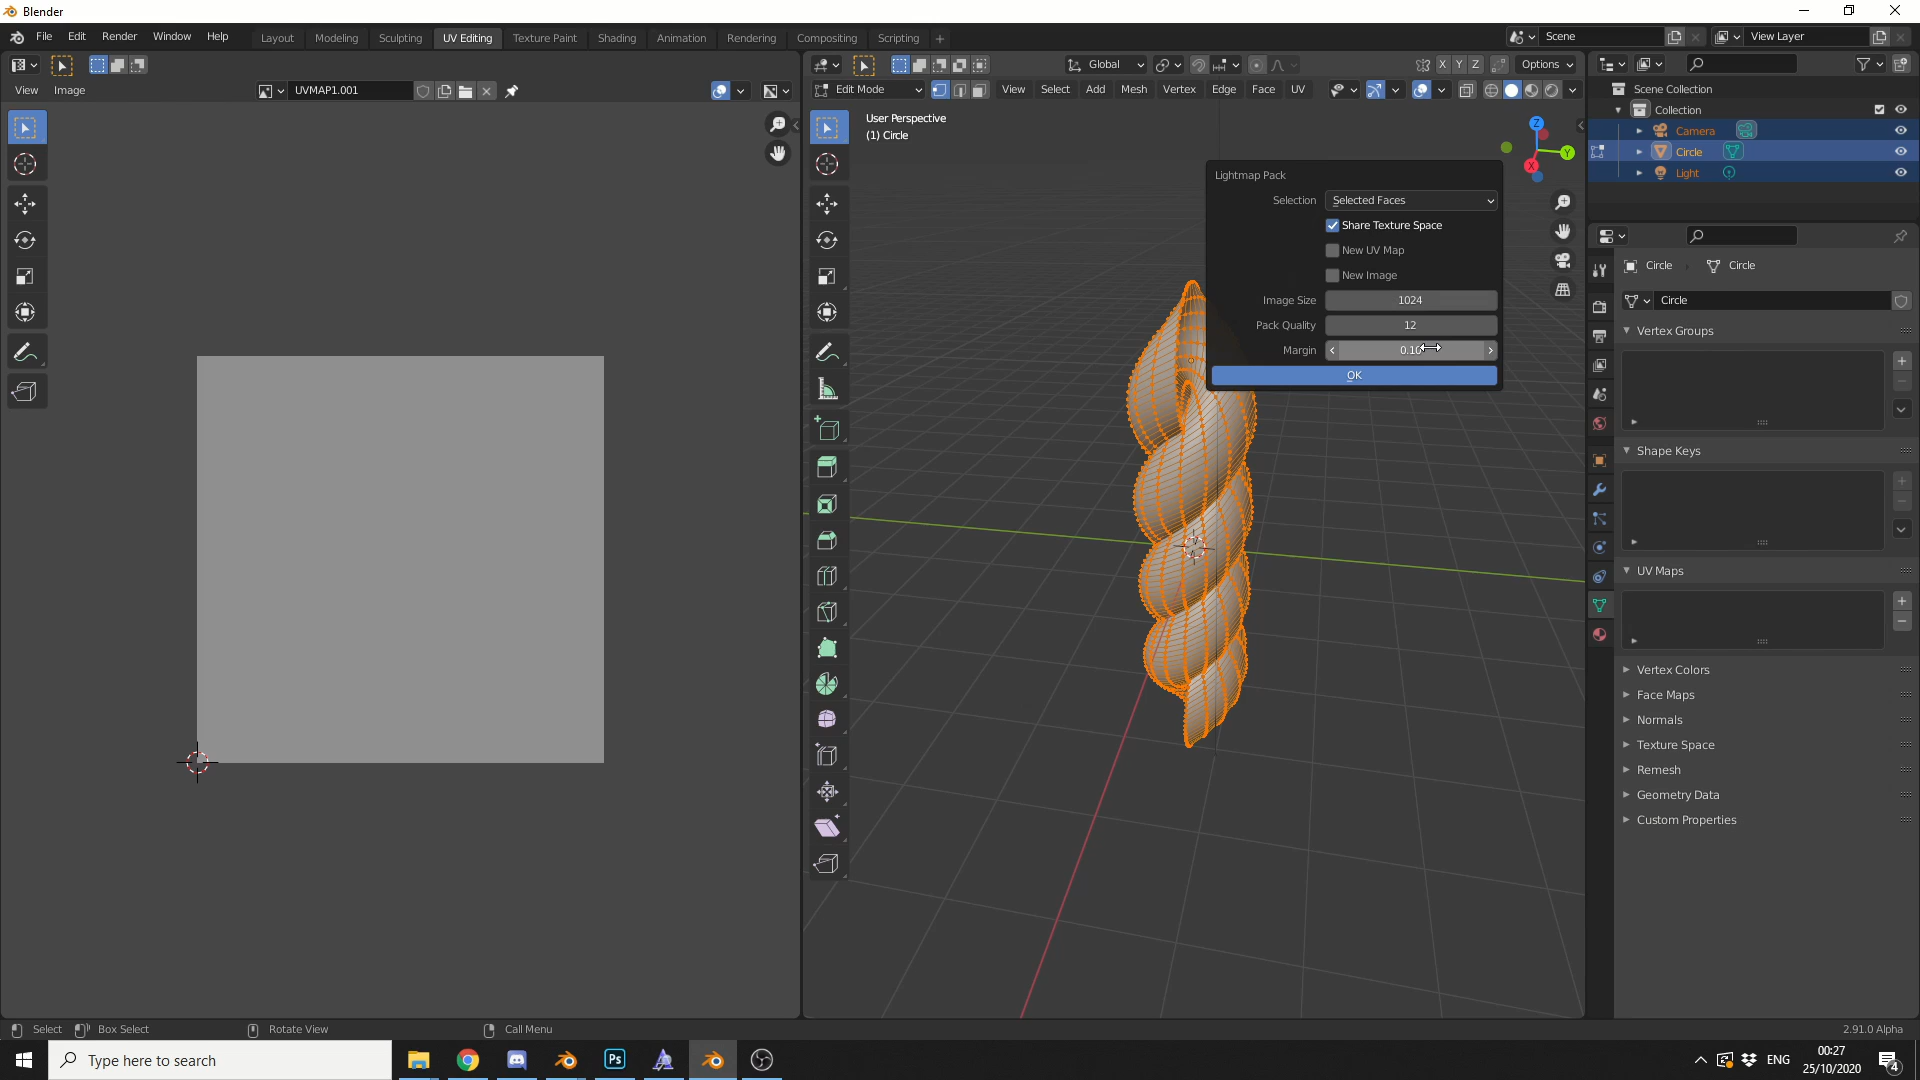 Blender
File Edit Render Window Help Layout Modeling Sculpting UV Editing Texture Paint Shading Animation Rendering Compositing Scripting + Scene View Layer
Global X Y Z Options
View Image UVMAP1.001 Edit Mode View Select Add Mesh Vertex Edge Face UV
Scene Collection
Collection
Camera
Circle
Light
User Perspective
(1) Circle
Z
Y
X
Lightmap Pack
Selection Selected Faces
Share Texture Space
New UV Map
New Image
Image Size 1024
Pack Quality 12
Margin 0.10
OK
Circle Circle
Circle
Vertex Groups
Shape Keys
UV Maps
Vertex Colors
Face Maps
Normals
Texture Space
Remesh
Geometry Data
Custom Properties
Select Box Select Rotate View Call Menu 2.91.0 Alpha
Type here to search Ps ENG 00:27
25/10/2020 4